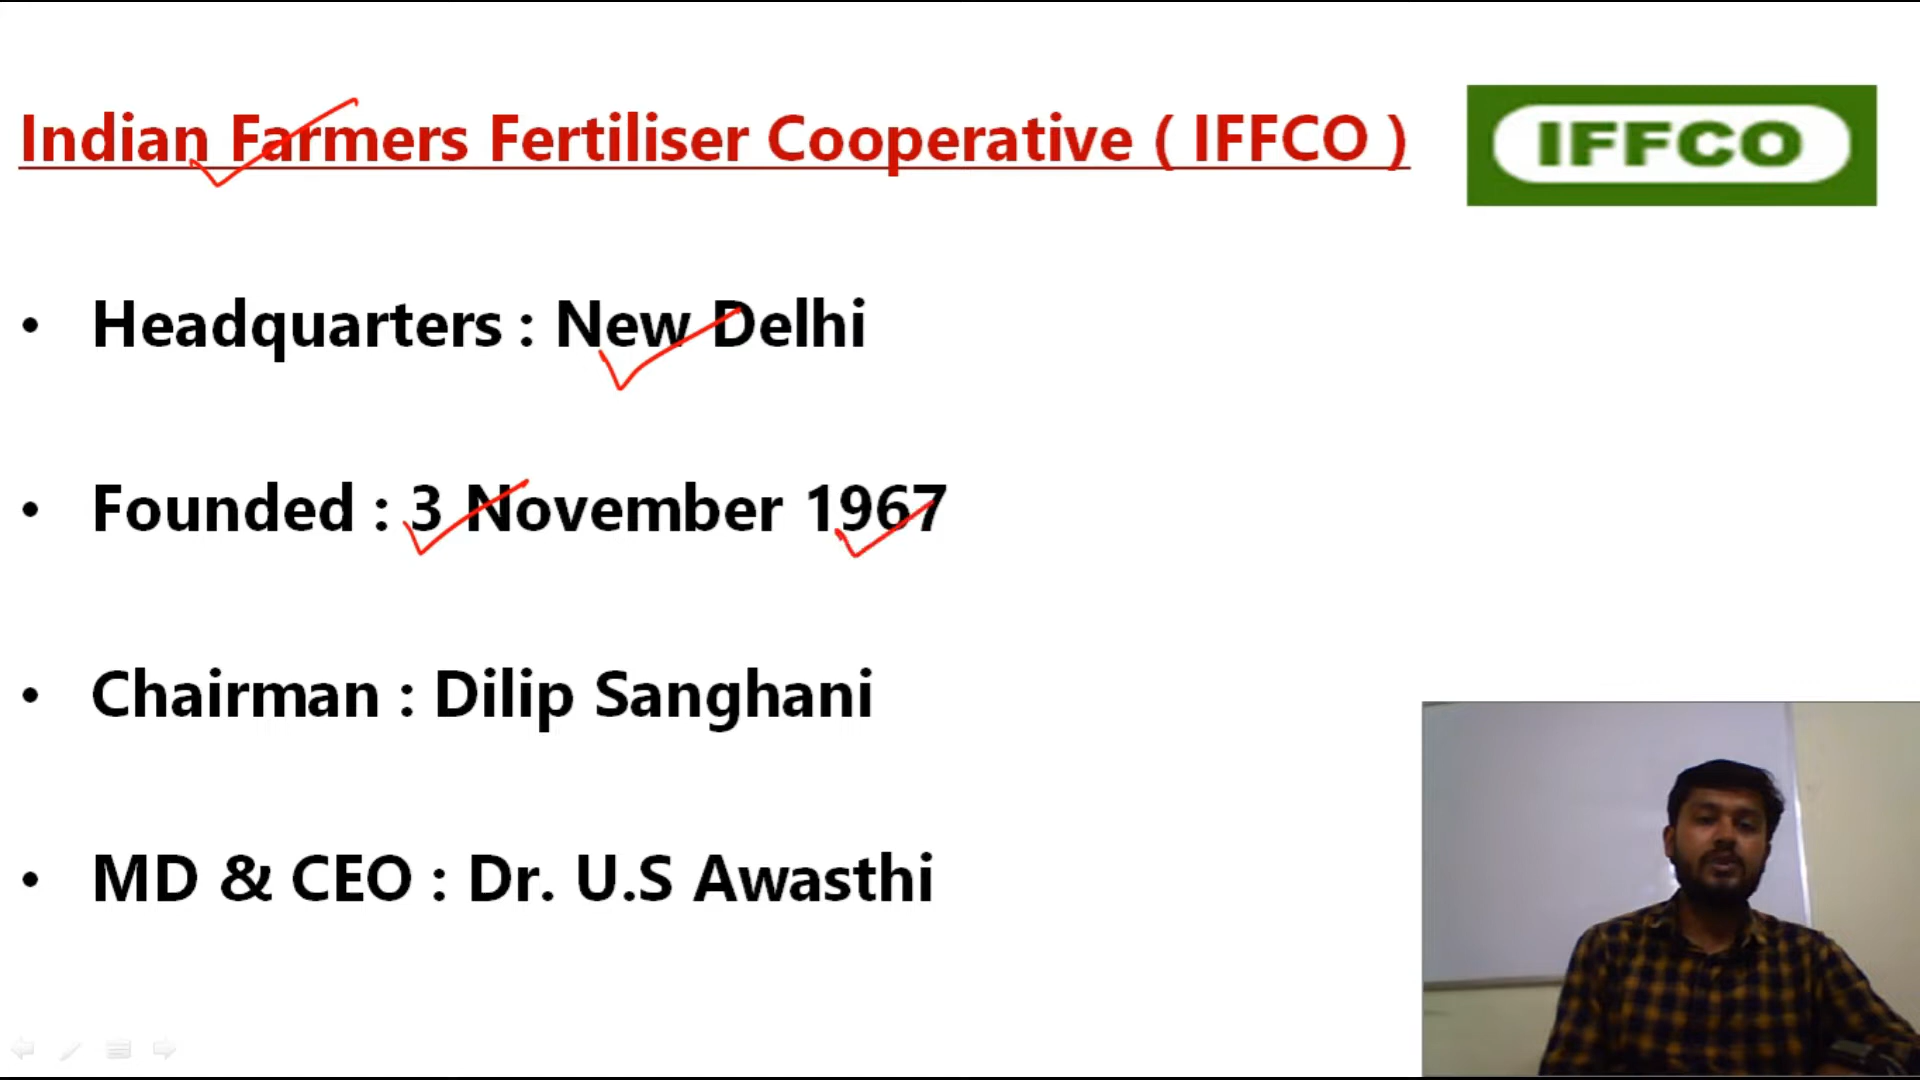 Indian Farmers Fertiliser Cooperative ( IFFCO )
IFFCO
• Headquarters : New Delhi
• Founded : 3 November 1967
• Chairman : Dilip Sanghani
• MD & CEO : Dr. U.S Awasthi